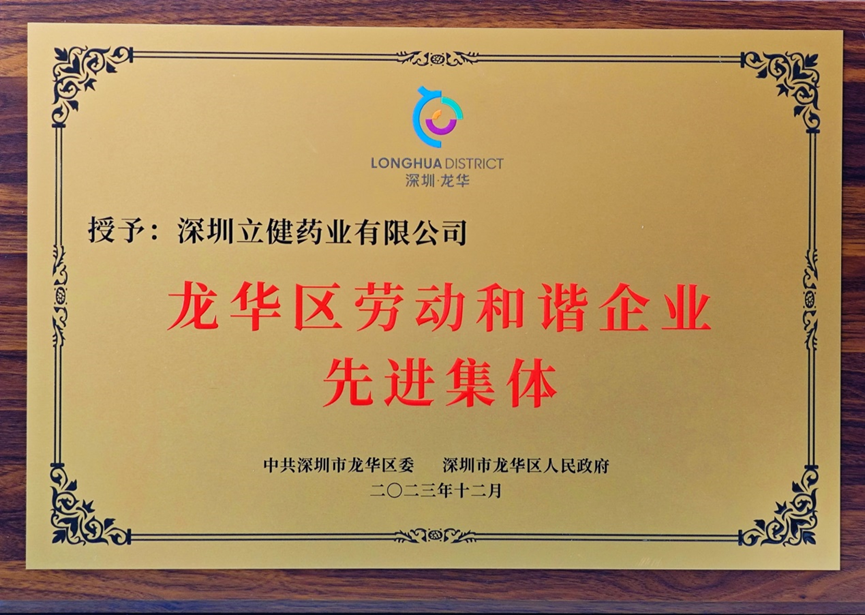 LONGHUA DISTRICT
深圳·龙华
授予：深圳立健药业有限公司
龙华区劳动和谐企业
先进集体
中共深圳市龙华区委 深圳市龙华区人民政府
二〇二三年十二月